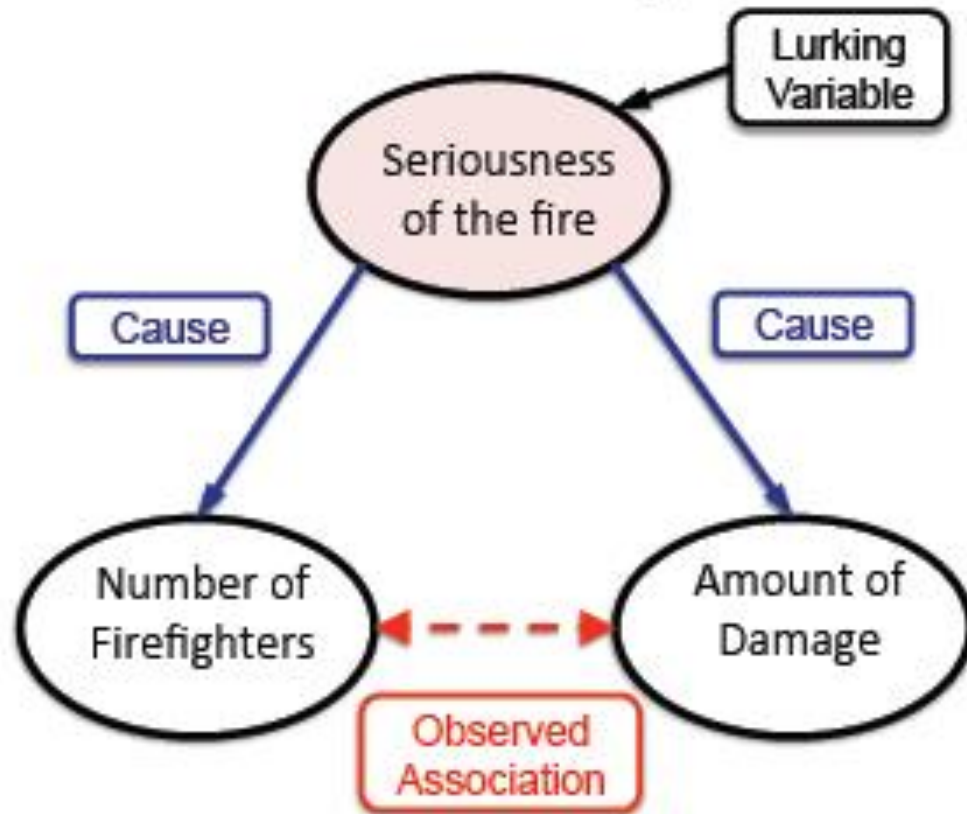 Lurking
Variable
Seriousness
of the fire
Cause
Cause
Number of
Firefighters
Amount of
Damage
Observed
Association